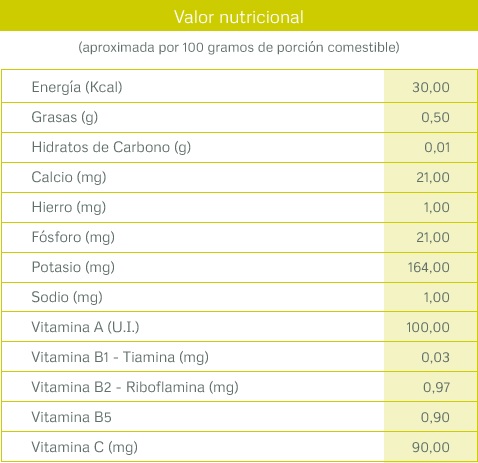 Valor nutricional
(aproximada por 100 gramos de porción comestible)
Energía (Kcal) 30,00
Grasas (g) 0,50
Hidratos de Carbono (g) 0,01
Calcio (mg) 21,00
Hierro (mg) 1,00
Fósforo (mg) 21,00
Potasio (mg) 164,00
Sodio (mg) 1,00
Vitamina A (U.I.) 100,00
Vitamina B1 - Tiamina (mg) 0,03
Vitamina B2 - Riboflamina (mg) 0,97
Vitamina B5 0,90
Vitamina C (mg) 90,00